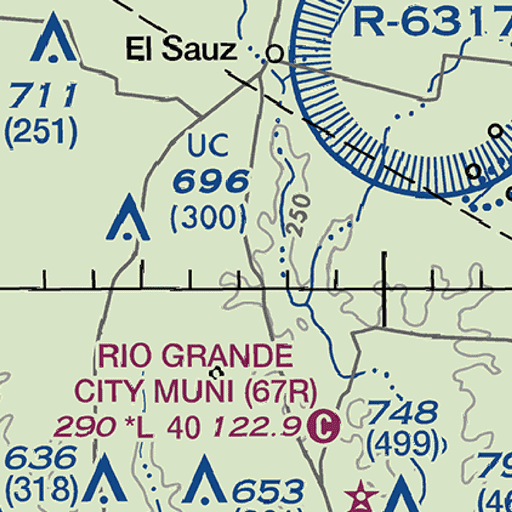 R-6317
El Sauz
711
(251)
UC
696
(300)
250
RIO GRANDE
CITY MUNI (67R)
290 *L 40 122.9 C
748
(499)
636
(318)
653